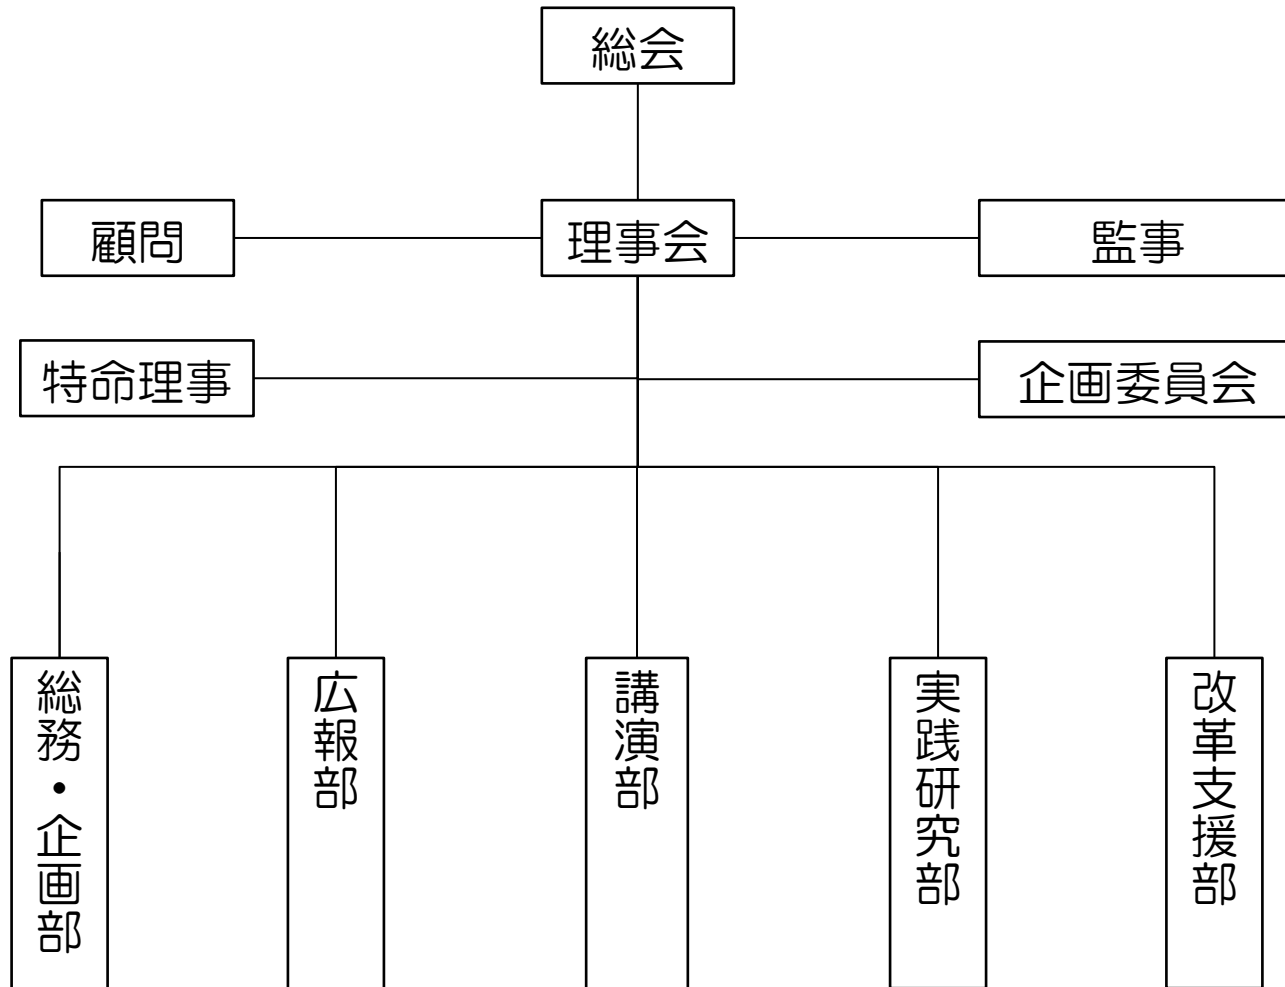 総会
顧問
理事会
監事
特命理事
企画委員会
総務・企画部
広報部
講演部
実践研究部
改革支援部